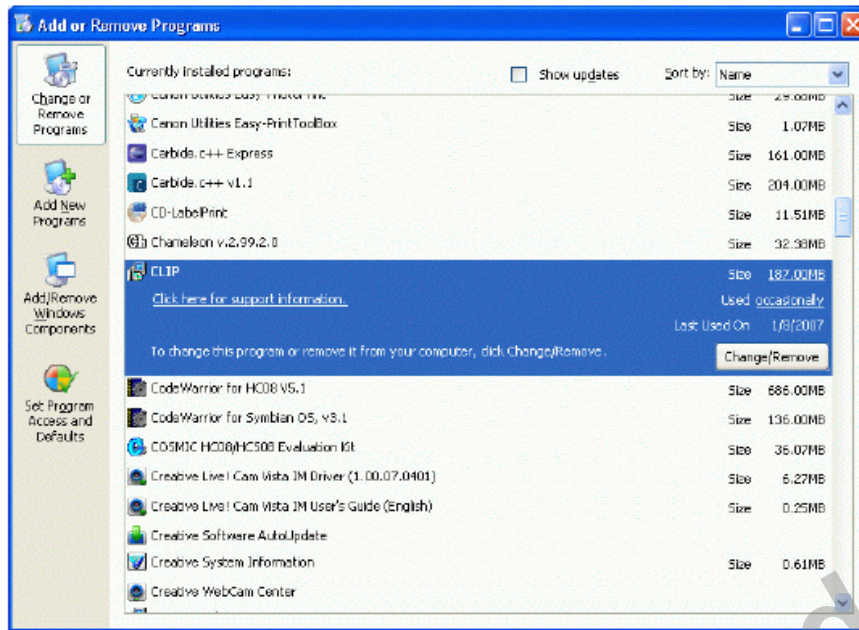 Add or Remove Programs
Change or
Remove
Programs
Add New
Programs
Add/Remove
Windows
Components
Set Program
Access and
Defaults
Currently installed programs:
Show updates
Sort by: Name
Canon Utilities Easy-PhotoPrint Size 29.88MB
Canon Utilities Easy-PrintToolBox Size 1.07MB
Carbide.c++ Express Size 161.00MB
Carbide.c++ v1.1 Size 204.00MB
CD-LabelPrint Size 11.51MB
Chameleon v.2.99.2.0 Size 32.38MB
CLIP Size 187.00MB
Click here for support information. Used occasionally
Last Used On 1/8/2007
To change this program or remove it from your computer, click Change/Remove. Change/Remove
CodeWarrior for HC08 V5.1 Size 686.00MB
CodeWarrior for Symbian OS, v3.1 Size 136.00MB
COSMIC HC08/HCS08 Evaluation Kit Size 36.07MB
Creative Live! Cam Vista IM Driver (1.00.07.0401) Size 6.27MB
Creative Live! Cam Vista IM User's Guide (English) Size 0.25MB
Creative Software AutoUpdate
Creative System Information Size 0.61MB
Creative WebCam Center